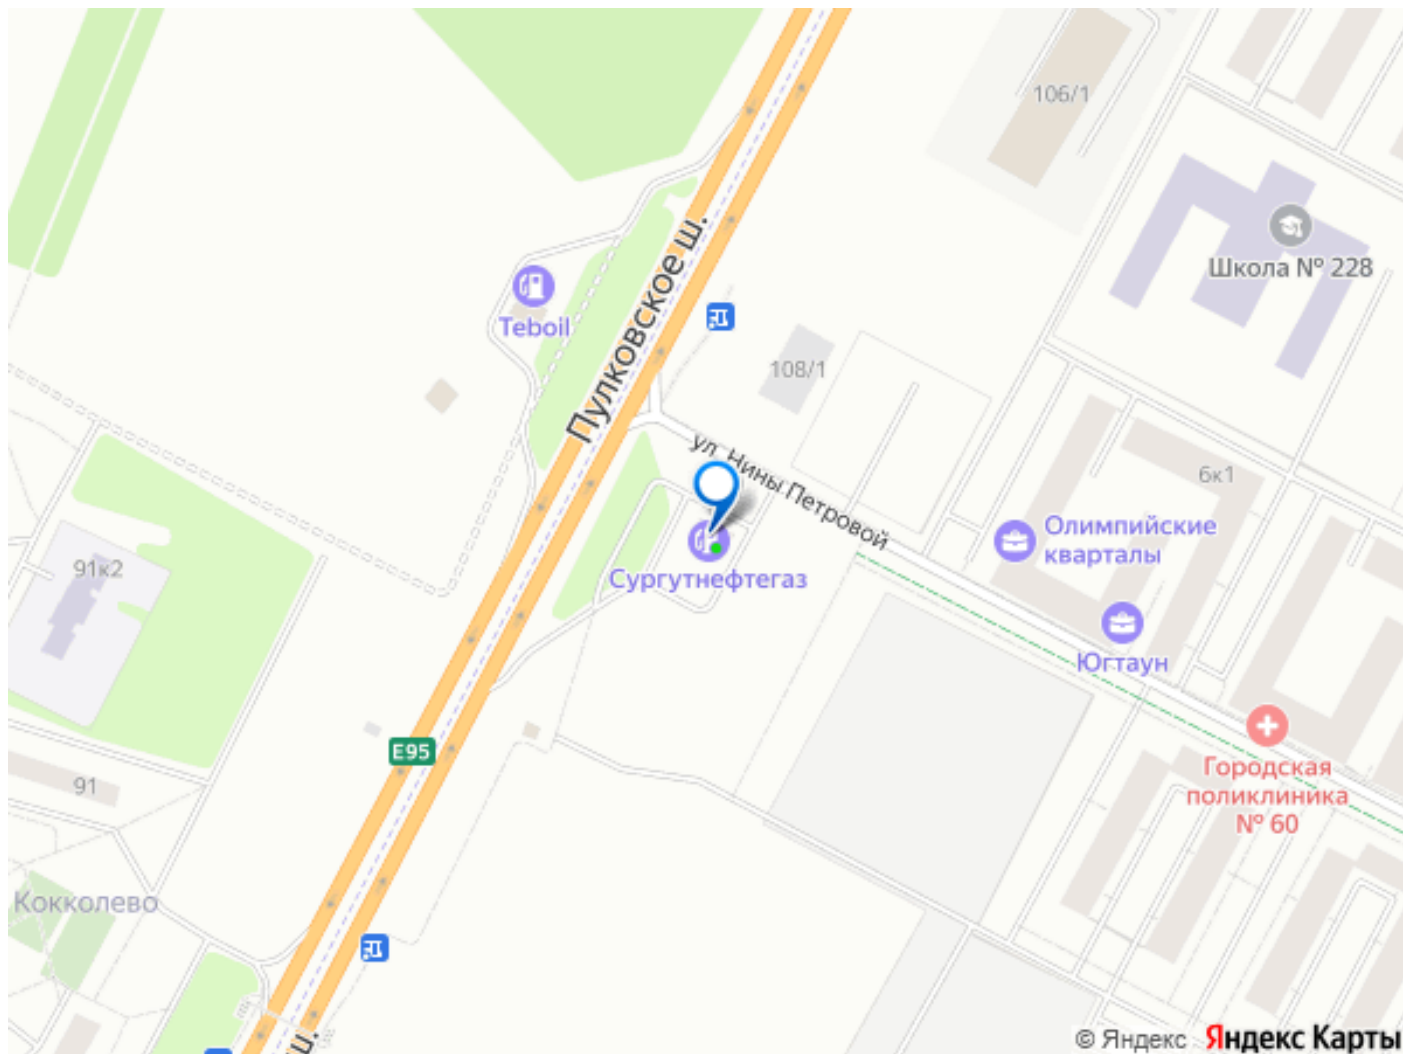 106/1
Школа № 228
Пулковское ш.
Teboil
108/1
ул. Нины Петровой
6к1
Олимпийские
кварталы
Сургутнефтегаз
91к2
Югтаун
E95
91
Городская
поликлиника
№ 60
Кокколево
ш.
© Яндекс Яндекс Карты